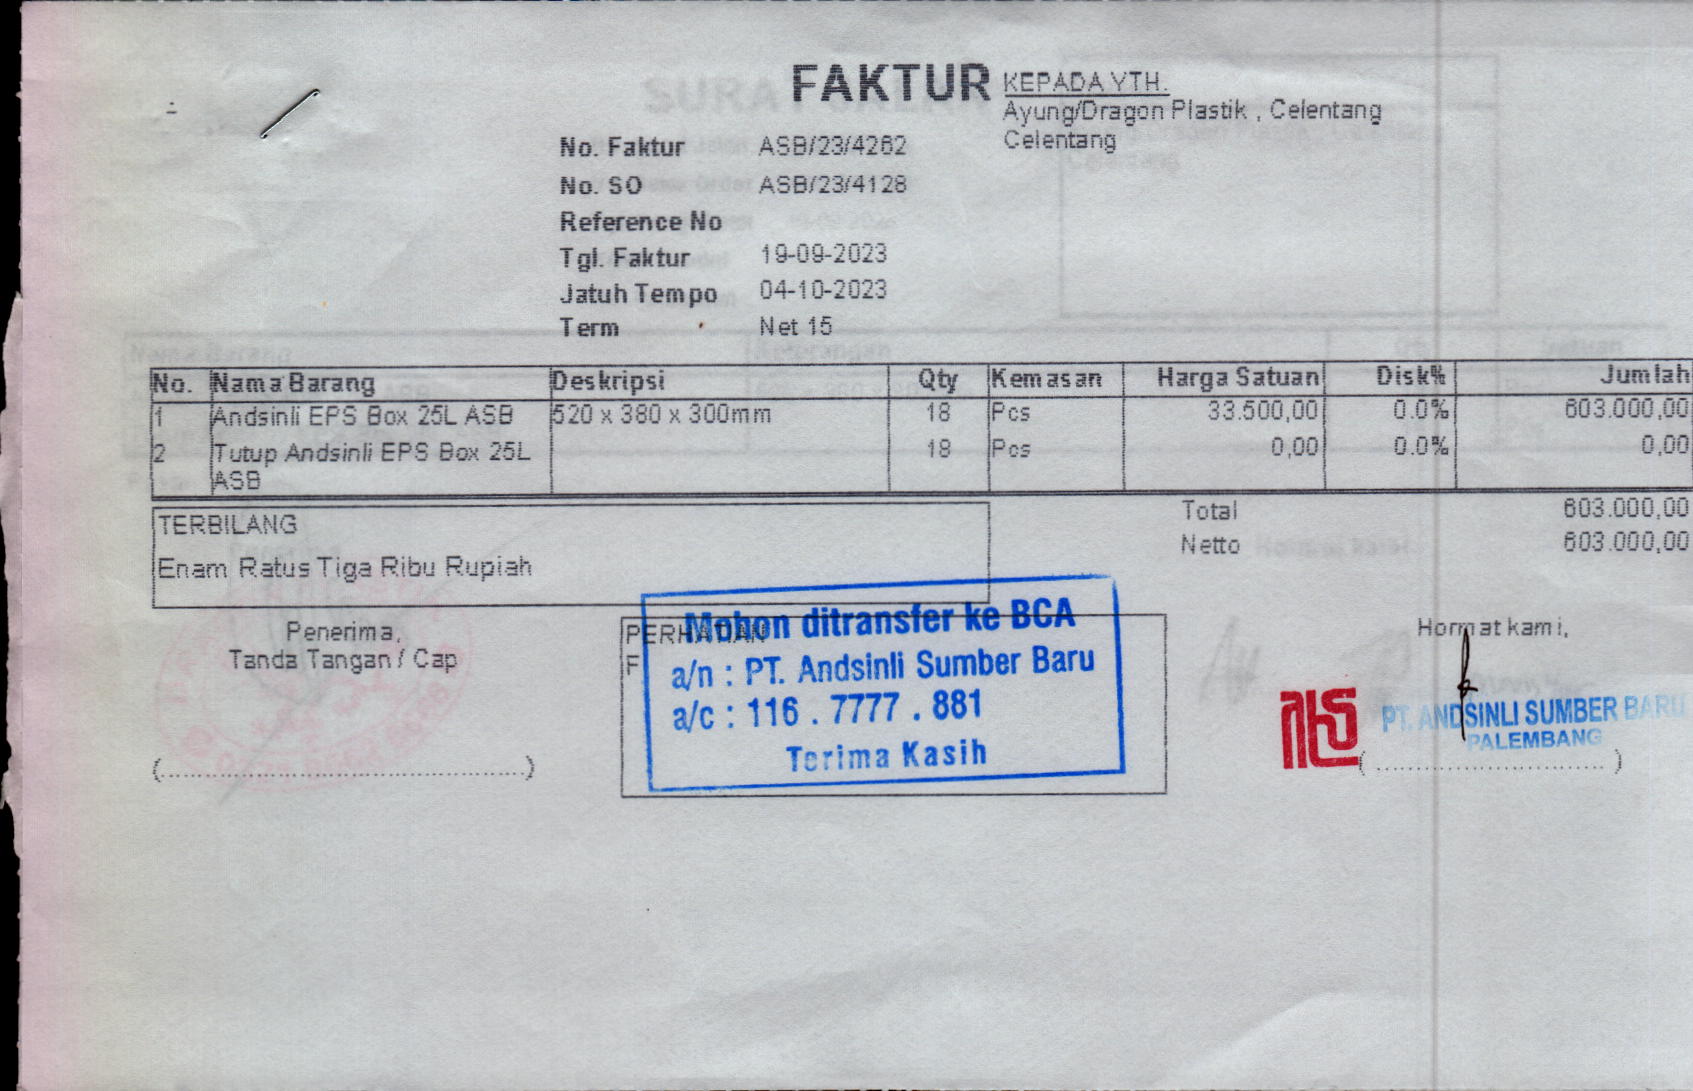 FAKTUR
KEPADA YTH.
Ayung/Dragon Plastik , Celentang
Celentang
No. Faktur ASB/23/4262
No. SO ASB/23/4128
Reference No
Tgl. Faktur 19-09-2023
Jatuh Tempo 04-10-2023
Term Net 15
No. Nama Barang Deskripsi Qty Kemasan Harga Satuan Disk% Jumlah
1 Andsinli EPS Box 25L ASB 520 x 380 x 300mm 18 Pcs 33.500,00 0.0% 603.000,00
2 Tutup Andsinli EPS Box 25L 18 Pcs 0,00 0.0% 0,00
ASB
Total 603.000,00
Netto 603.000,00
TERBILANG
Enam Ratus Tiga Ribu Rupiah
Penerima,
Tanda Tangan / Cap
(....................................................)
PERHATIAN
F
Mohon ditransfer ke BCA
a/n : PT. Andsinli Sumber Baru
a/c : 116 . 7777 . 881
Terima Kasih
Hormat kami,
PT. ANDSINLI SUMBER BARU
PALEMBANG
(................................)